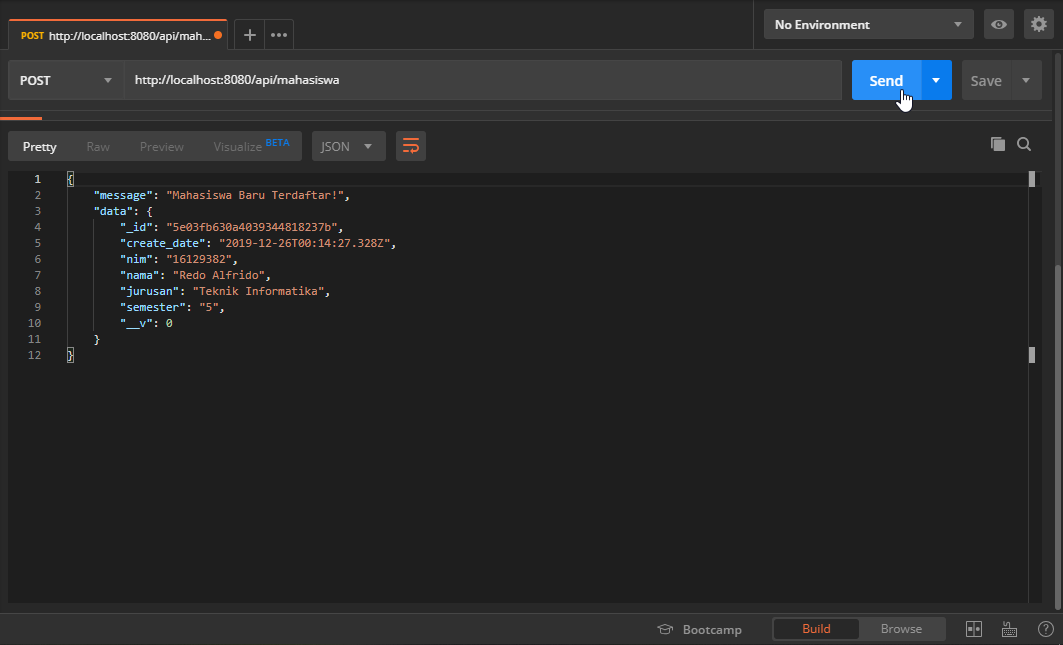 POST http://localhost:8080/api/mah...
No Environment
POST http://localhost:8080/api/mahasiswa Send Save
Pretty Raw Preview Visualize BETA JSON
1 {
2 "message": "Mahasiswa Baru Terdaftar!",
3 "data": {
4 "_id": "5e03fb630a4039344818237b",
5 "create_date": "2019-12-26T00:14:27.328Z",
6 "nim": "16129382",
7 "nama": "Redo Alfrido",
8 "jurusan": "Teknik Informatika",
9 "semester": "5",
10 "__v": 0
11 }
12 }
Bootcamp Build Browse